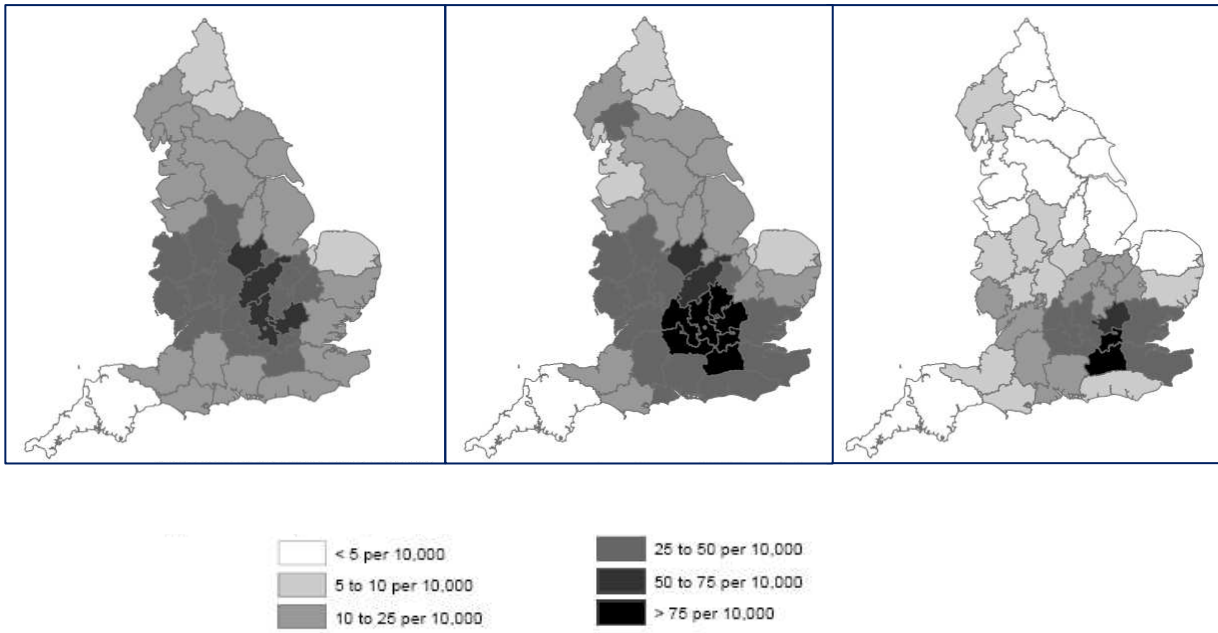 < 5 per 10,000
5 to 10 per 10,000
10 to 25 per 10,000
25 to 50 per 10,000
50 to 75 per 10,000
> 75 per 10,000